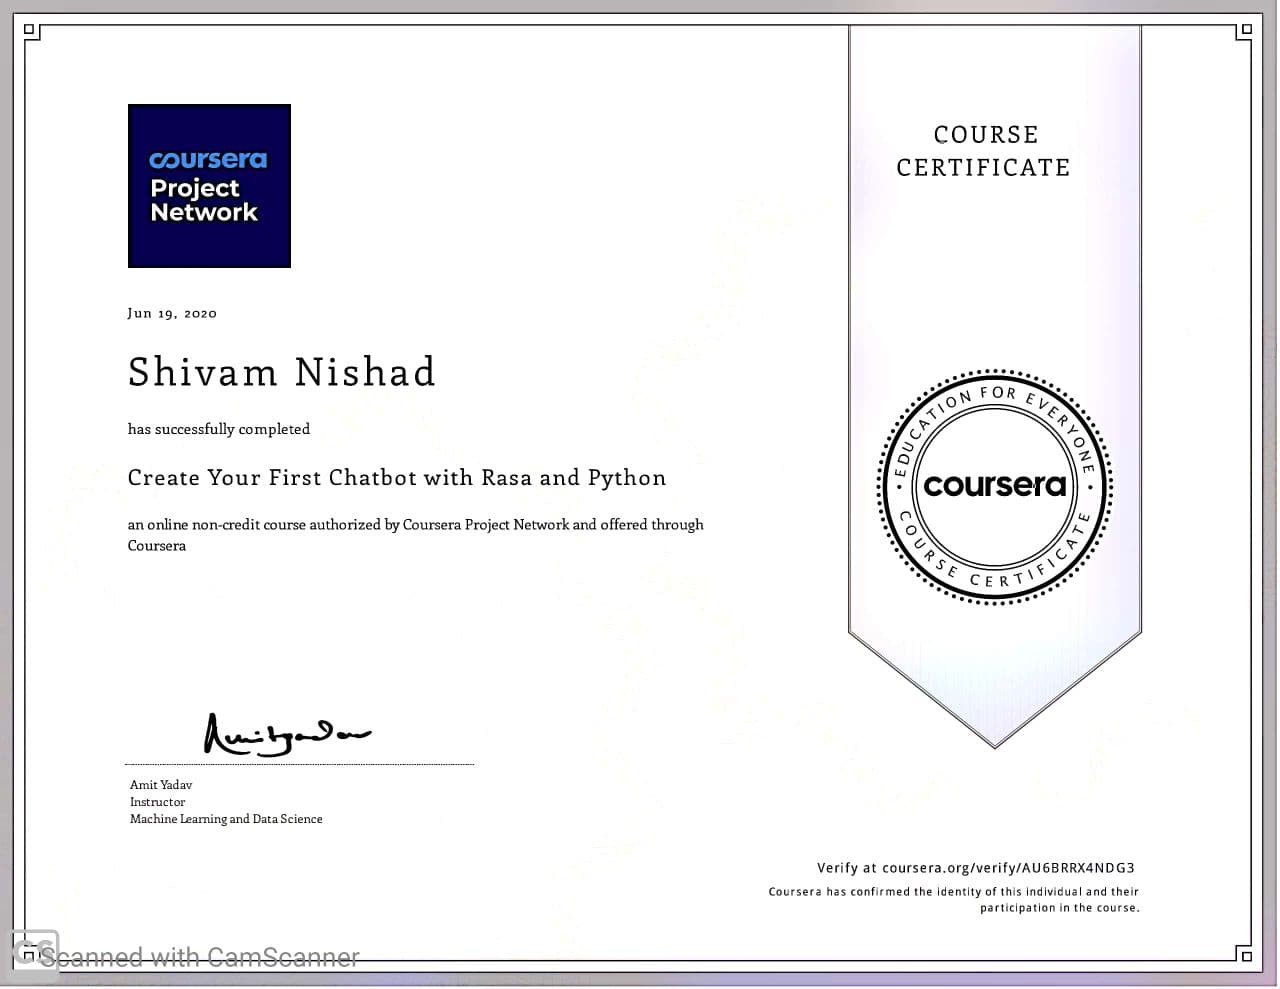 coursera
Project
Network
COURSE
CERTIFICATE
Jun 19, 2020
Shivam Nishad
has successfully completed
Create Your First Chatbot with Rasa and Python
an online non-credit course authorized by Coursera Project Network and offered through
Coursera
EDUCATION FOR EVERYONE
coursera
COURSE CERTIFICATE
Amit Yadav
Amit Yadav
Instructor
Machine Learning and Data Science
Verify at coursera.org/verify/AU6BRRX4NDG3
Coursera has confirmed the identity of this individual and their
participation in the course.
CS Scanned with CamScanner